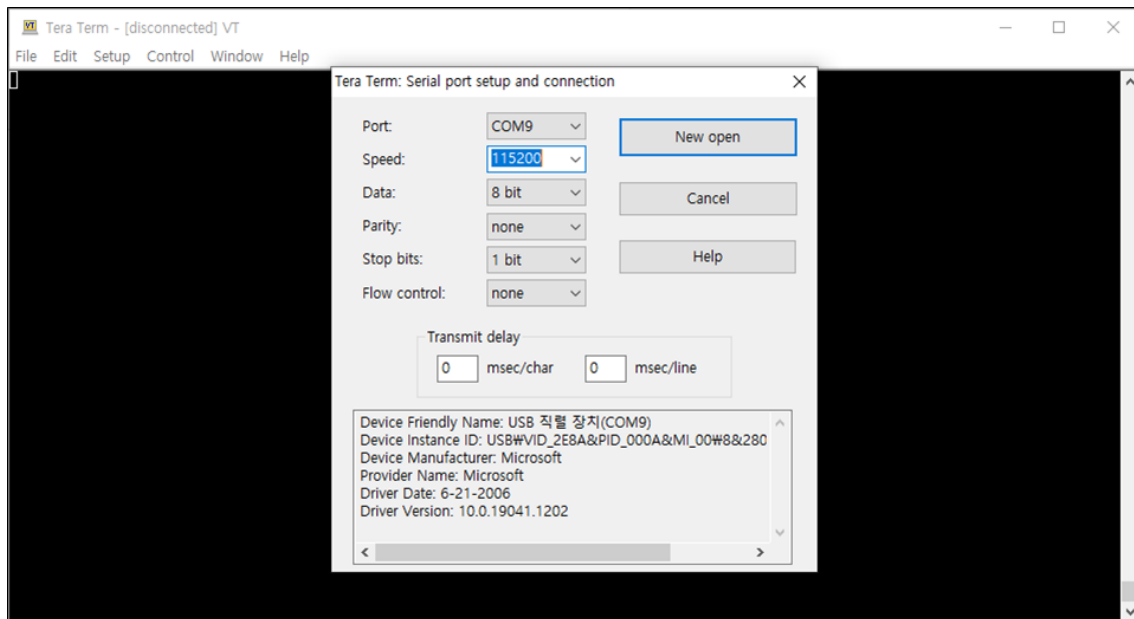 VT Tera Term - [disconnected] VT
File Edit Setup Control Window Help
Tera Term: Serial port setup and connection
Port: COM9 New open
Speed: 115200
Data: 8 bit Cancel
Parity: none
Stop bits: 1 bit Help
Flow control: none
Transmit delay
0 msec/char 0 msec/line
Device Friendly Name: USB 직렬 장치(COM9)
Device Instance ID: USB₩VID_2E8A&PID_000A&MI_00₩8&280
Device Manufacturer: Microsoft
Provider Name: Microsoft
Driver Date: 6-21-2006
Driver Version: 10.0.19041.1202